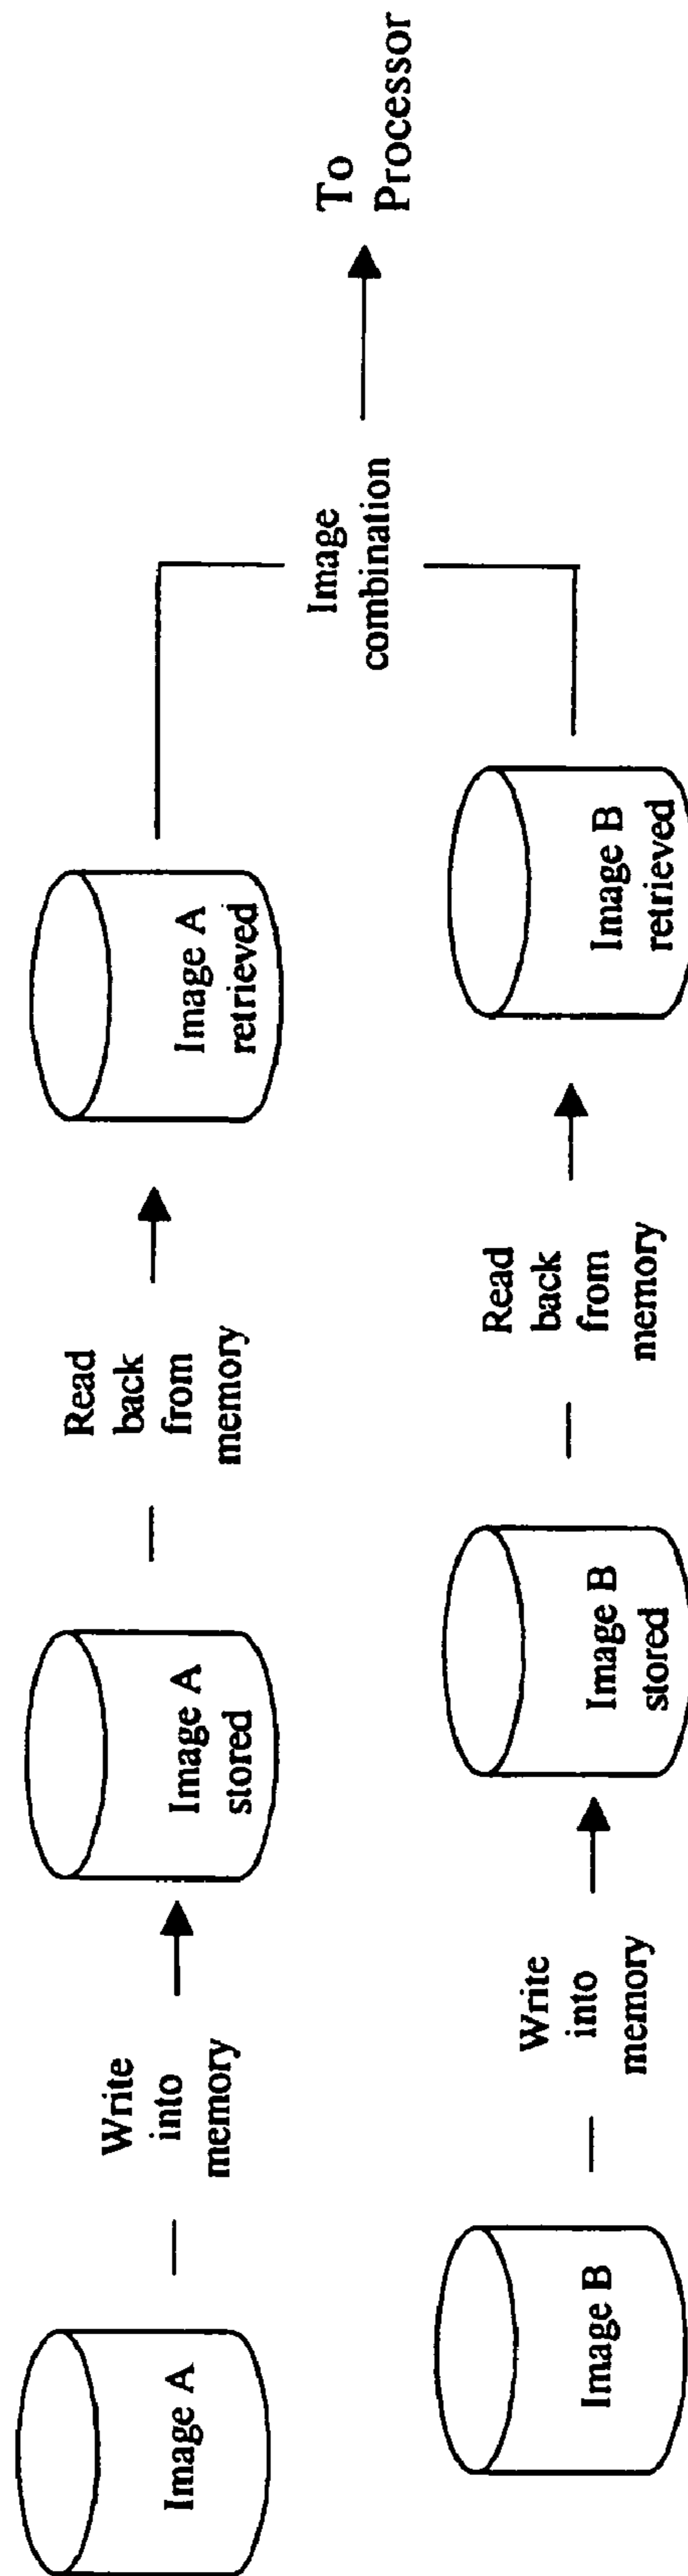 Image A
Write
into
memory
Image A
stored
Read
back
from
memory
Image A
retrieved
Image B
Write
into
memory
Image B
stored
Read
back
from
memory
Image B
retrieved
Image
combination
To
Processor